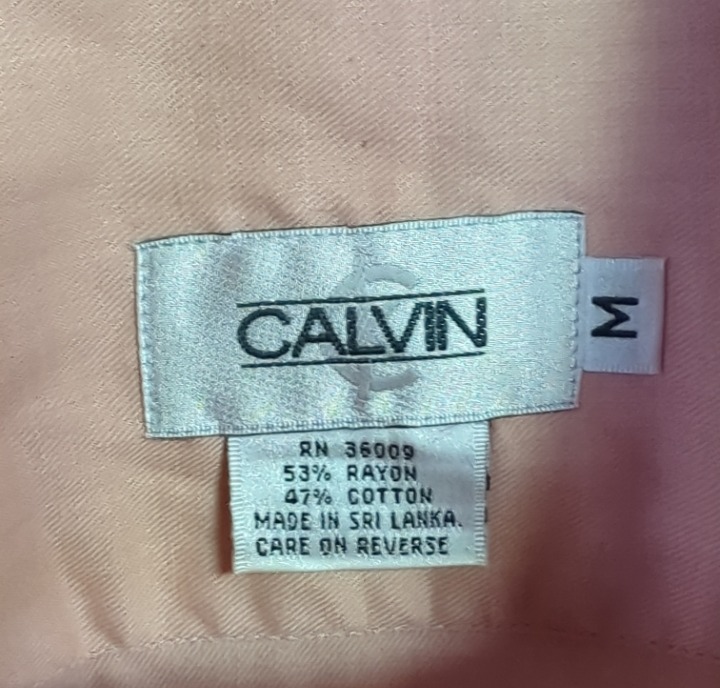 CALVIN
M
RN 36009
53% RAYON
47% COTTON
MADE IN SRI LANKA.
CARE ON REVERSE